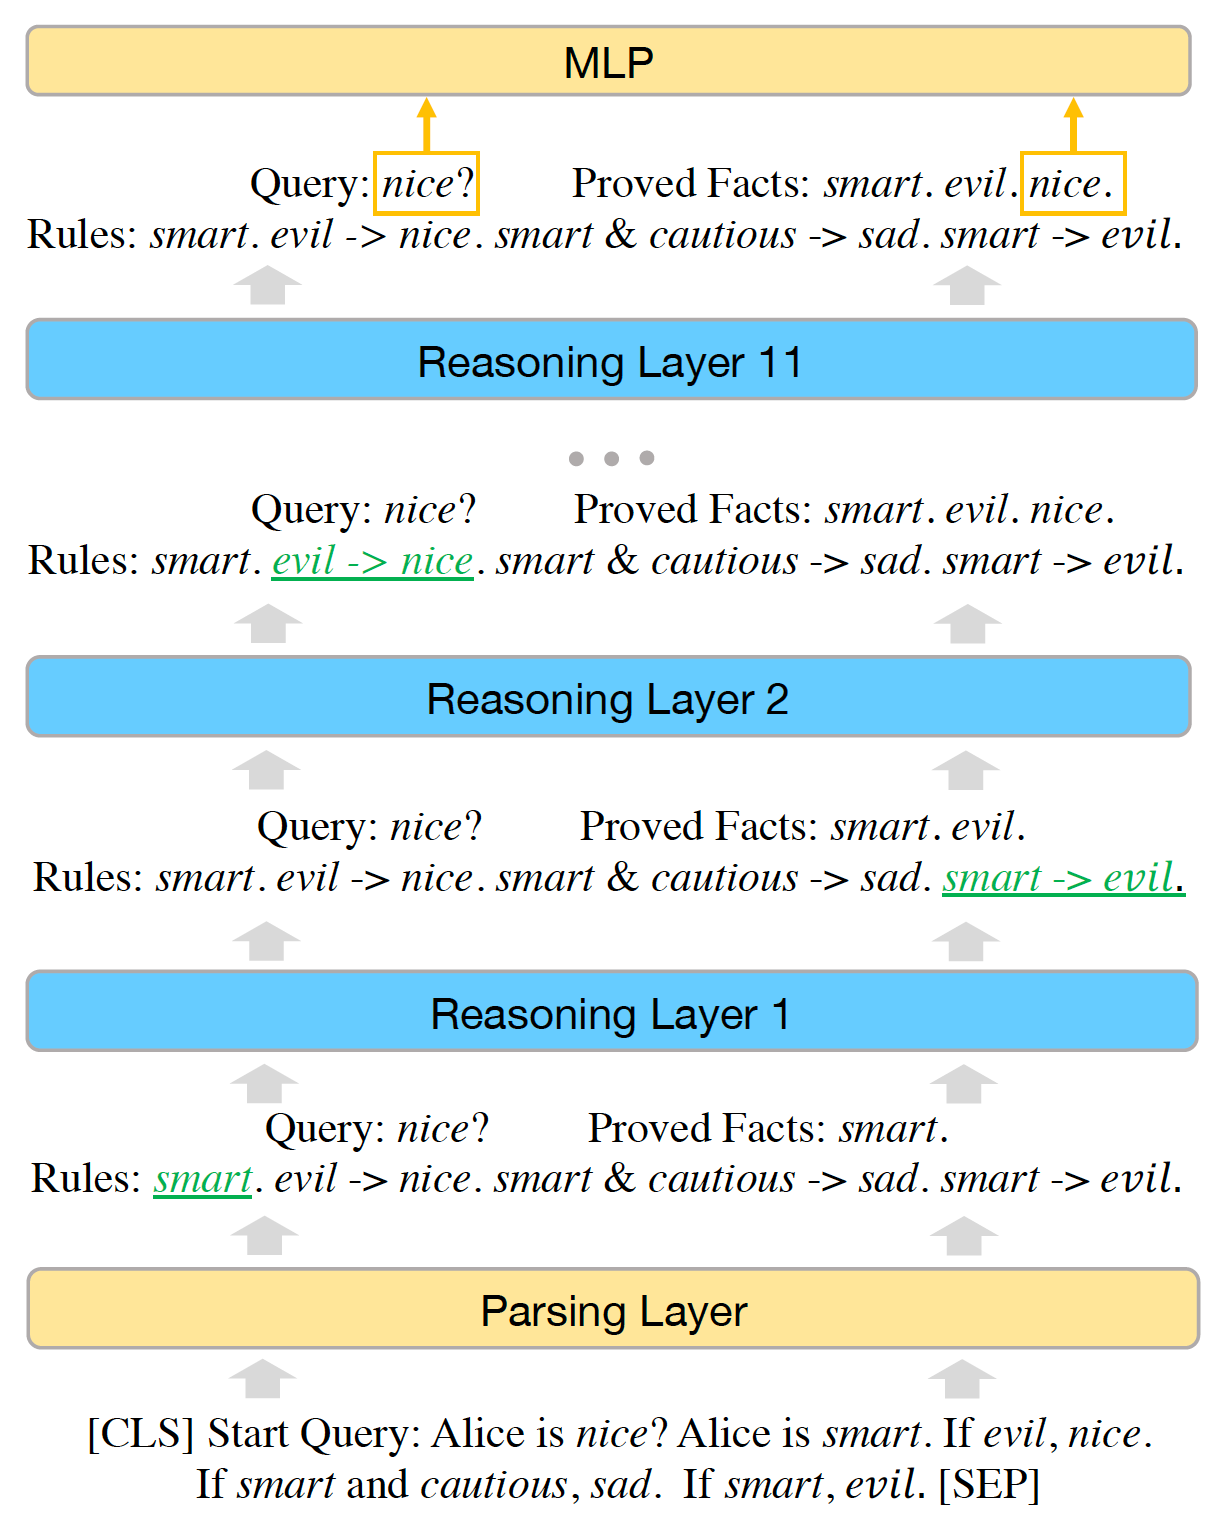 MLP
Query: nice? Proved Facts: smart. evil. nice.
Rules: smart. evil -> nice. smart & cautious -> sad. smart -> evil.
Reasoning Layer 11
Query: nice? Proved Facts: smart. evil. nice.
Rules: smart. evil -> nice. smart & cautious -> sad. smart -> evil.
Reasoning Layer 2
Query: nice? Proved Facts: smart. evil.
Rules: smart. evil -> nice. smart & cautious -> sad. smart -> evil.
Reasoning Layer 1
Query: nice? Proved Facts: smart.
Rules: smart. evil -> nice. smart & cautious -> sad. smart -> evil.
Parsing Layer
[CLS] Start Query: Alice is nice? Alice is smart. If evil, nice.
If smart and cautious, sad. If smart, evil. [SEP]